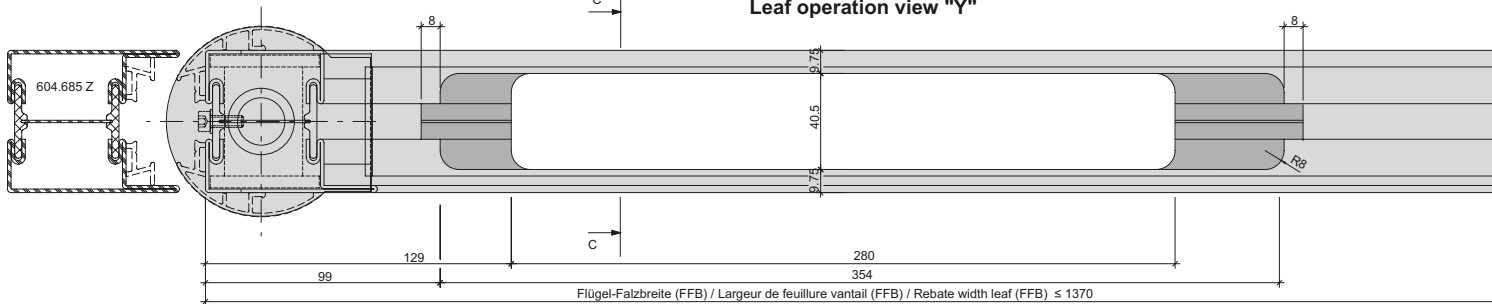 C
Leaf operation view "Y"
8
8
604.685 Z
9.75
40.5
9.75
R8
C
129
280
99
354
Flügel-Falzbreite (FFB) / Largeur de feuillure vantail (FFB) / Rebate width leaf (FFB) ≤ 1370